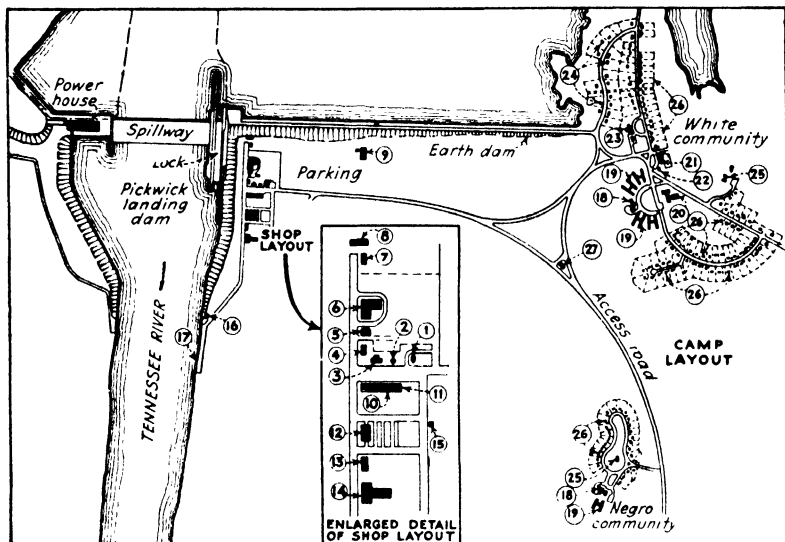 Power
house
Spillway
LOCK
Pickwick
landing
dam
Parking
Earth dam
White
community
SHOP
LAYOUT
TENNESSEE RIVER
Access road
CAMP
LAYOUT
Negro
community
ENLARGED DETAIL
OF SHOP LAYOUT
1
2
3
4
5
6
7
8
9
10
11
12
13
14
15
16
17
18
19
19
20
21
22
23
24
25
26
26
26
27
26
25
18
19